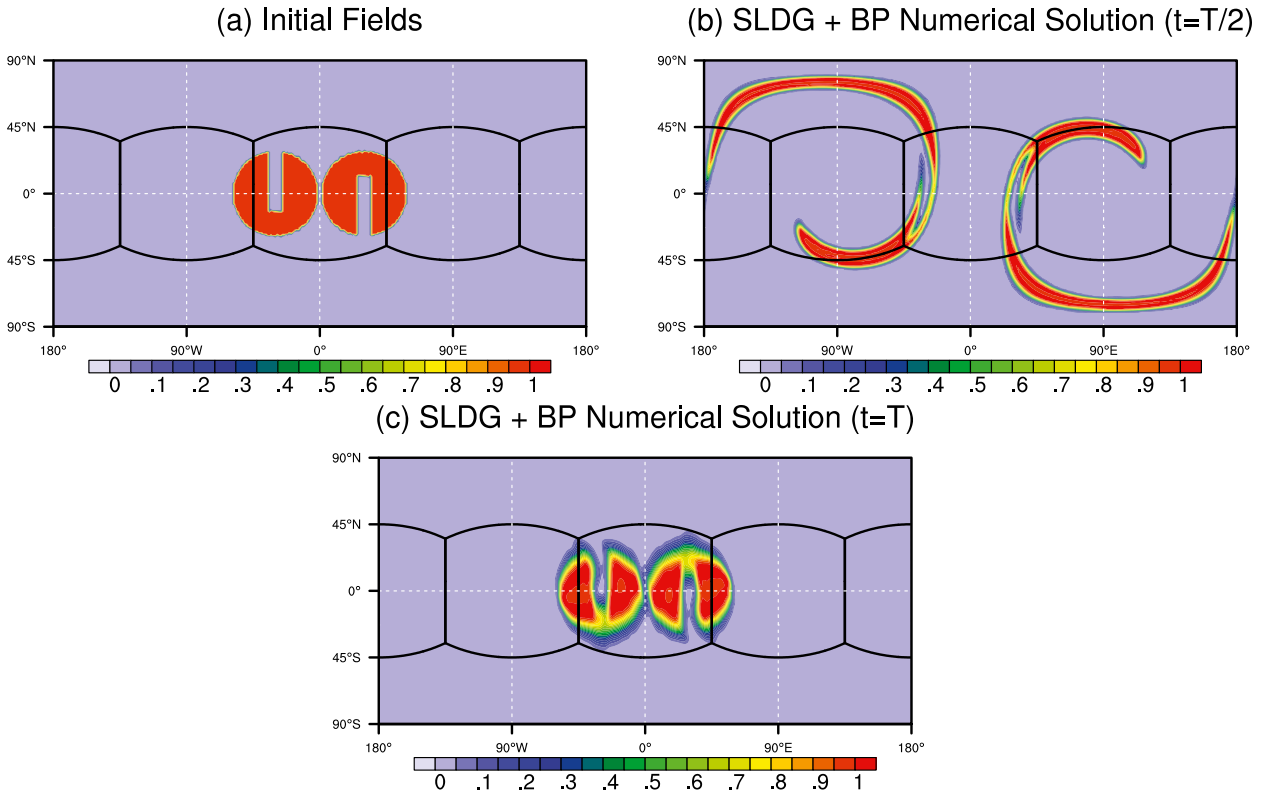 (a) Initial Fields
90°N
45°N
0°
45°S
90°S
180° 90°W 0° 90°E 180°
0 .1 .2 .3 .4 .5 .6 .7 .8 .9 1
(b) SLDG + BP Numerical Solution (t=T/2)
90°N
45°N
0°
45°S
90°S
180° 90°W 0° 90°E 180°
0 .1 .2 .3 .4 .5 .6 .7 .8 .9 1
(c) SLDG + BP Numerical Solution (t=T)
90°N
45°N
0°
45°S
90°S
180° 90°W 0° 90°E 180°
0 .1 .2 .3 .4 .5 .6 .7 .8 .9 1